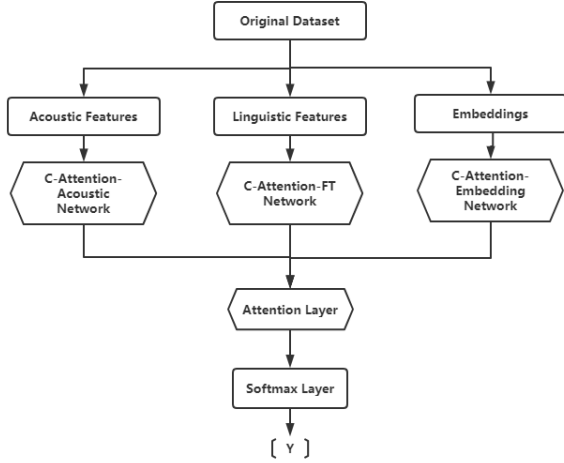 Original Dataset
Acoustic Features
Linguistic Features
Embeddings
C-Attention-
Acoustic
Network
C-Attention-FT
Network
C-Attention-
Embedding
Network
Attention Layer
Softmax Layer
[ Y ]